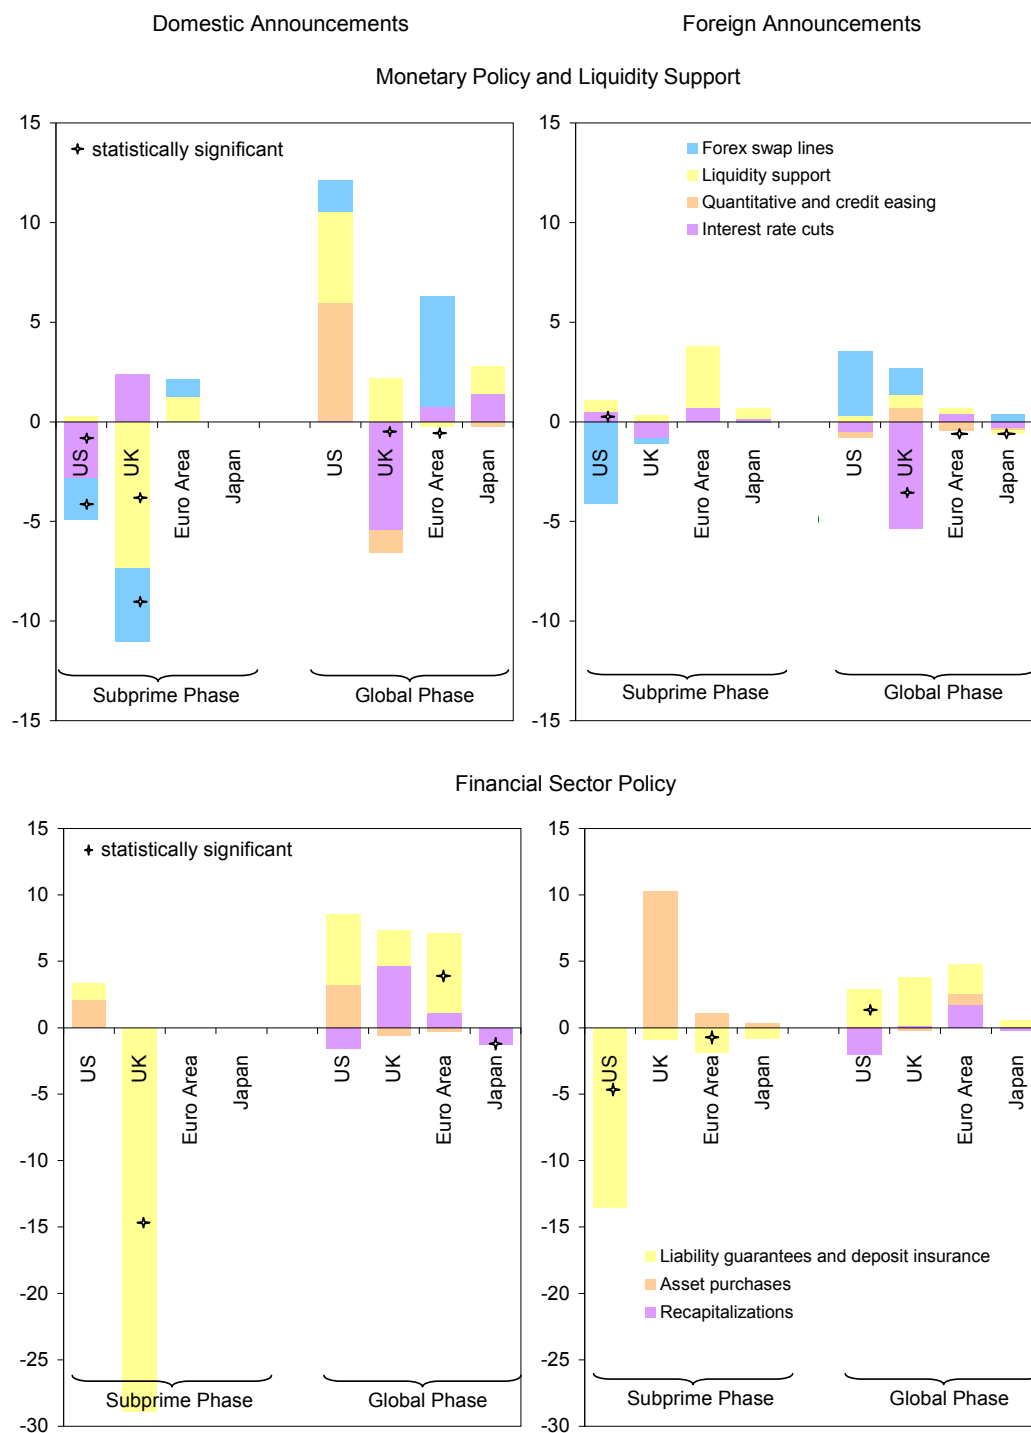 Domestic Announcements
Foreign Announcements
Monetary Policy and Liquidity Support
15
10
5
0
-5
-10
-15
statistically significant
US
UK
Euro Area
Japan
US
UK
Euro Area
Japan
Subprime Phase
Global Phase
15
10
5
0
-5
-10
-15
Forex swap lines
Liquidity support
Quantitative and credit easing
Interest rate cuts
US
UK
Euro Area
Japan
US
UK
Euro Area
Japan
Subprime Phase
Global Phase
Financial Sector Policy
15
10
5
0
-5
-10
-15
-20
-25
-30
statistically significant
US
UK
Euro Area
Japan
US
UK
Euro Area
Japan
Subprime Phase
Global Phase
15
10
5
0
-5
-10
-15
-20
-25
-30
US
UK
Euro Area
Japan
US
UK
Euro Area
Japan
Liability guarantees and deposit insurance
Asset purchases
Recapitalizations
Subprime Phase
Global Phase